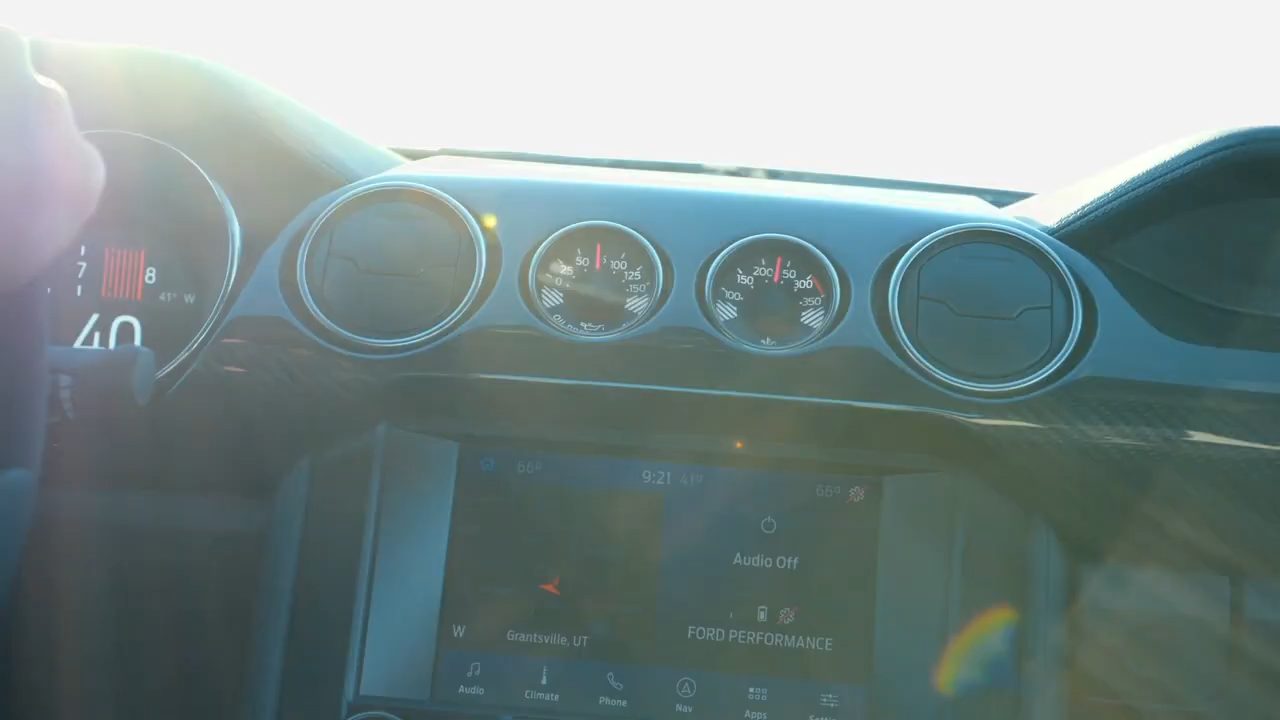 7
8
41° W
40
0 25 50 100 125 150
100 150 200 50 300 350
66°
9:21 41°
66°
Audio Off
W
Grantsville, UT
FORD PERFORMANCE
Audio
Climate
Phone
Nav
Apps